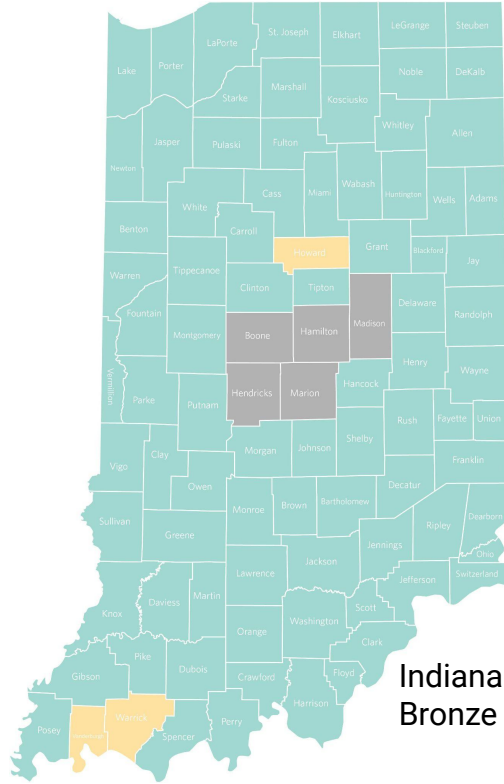 St. Joseph
Elkhart
LeGrange
Steuben
LaPorte
Lake
Porter
Noble
DeKalb
Marshall
Starke
Kosciusko
Whitley
Allen
Jasper
Pulaski
Fulton
Newton
Wabash
Miami
Huntington
Cass
Wells
Adams
White
Benton
Carroll
Howard
Grant
Blackford
Jay
Warren
Tippecanoe
Clinton
Tipton
Delaware
Randolph
Fountain
Montgomery
Boone
Hamilton
Madison
Henry
Wayne
Vermillion
Parke
Putnam
Hendricks
Marion
Hancock
Rush
Fayette
Union
Shelby
Morgan
Johnson
Clay
Vigo
Franklin
Owen
Decatur
Monroe
Brown
Bartholomew
Sullivan
Greene
Jennings
Ripley
Dearborn
Ohio
Jackson
Lawrence
Jefferson
Switzerland
Knox
Daviess
Martin
Scott
Washington
Orange
Clark
Pike
Dubois
Gibson
Crawford
Floyd
Harrison
Posey
Warrick
Spencer
Perry
Indiana
Bronze